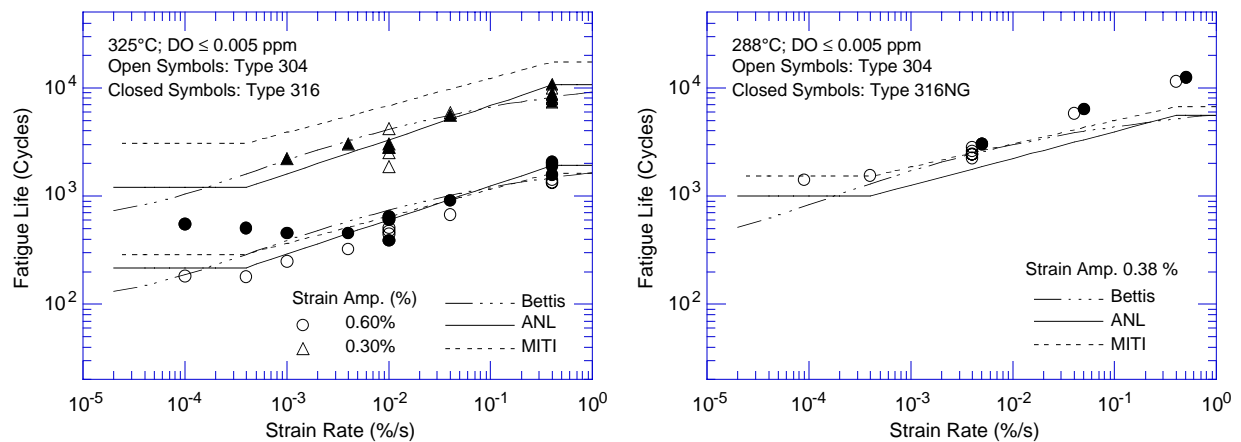 325°C; DO ≤ 0.005 ppm
Open Symbols: Type 304
Closed Symbols: Type 316
Fatigue Life (Cycles)
10^4
10^3
10^2
Strain Amp. (%)
0.60%
0.30%
Bettis
ANL
MITI
10^-5 10^-4 10^-3 10^-2 10^-1 10^0
Strain Rate (%/s)
288°C; DO ≤ 0.005 ppm
Open Symbols: Type 304
Closed Symbols: Type 316NG
Fatigue Life (Cycles)
10^4
10^3
10^2
Strain Amp. 0.38 %
Bettis
ANL
MITI
10^-5 10^-4 10^-3 10^-2 10^-1 10^0
Strain Rate (%/s)